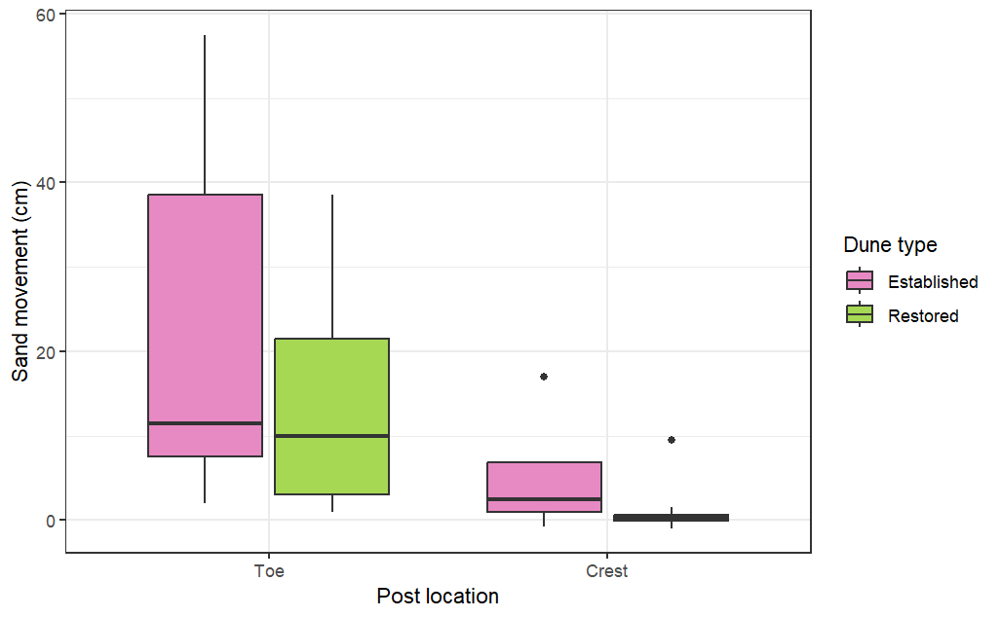 60
40
20
0
Sand movement (cm)
Toe
Crest
Post location
Dune type
Established
Restored